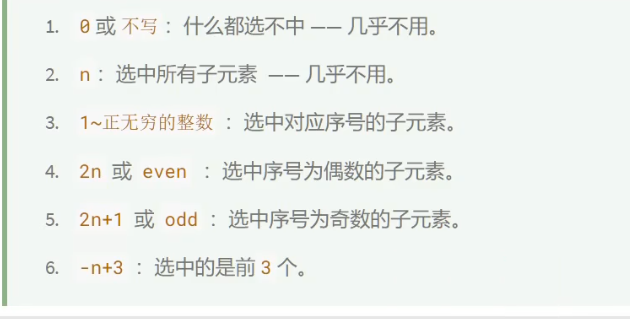 1. 0 或 不写 ：什么都选不中 —— 几乎不用。
2. n ：选中所有子元素 —— 几乎不用。
3. 1~正无穷的整数 ：选中对应序号的子元素。
4. 2n 或 even ：选中序号为偶数的子元素。
5. 2n+1 或 odd ：选中序号为奇数的子元素。
6. -n+3 ：选中的是前 3 个。